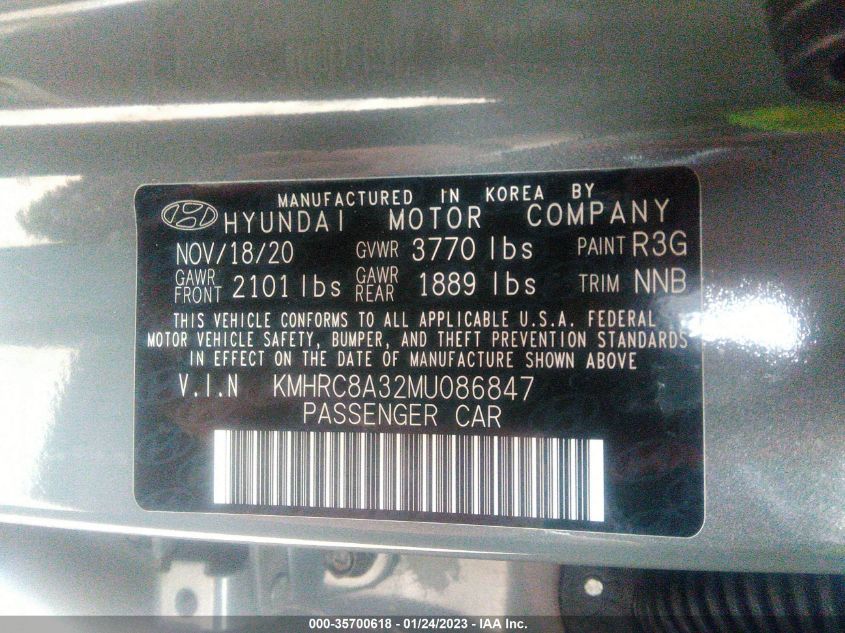 MANUFACTURED IN KOREA BY
HYUNDAI MOTOR COMPANY
NOV/18/20 GVWR 3770 lbs PAINT R3G
GAWR FRONT 2101 lbs GAWR REAR 1889 lbs TRIM NNB
THIS VEHICLE CONFORMS TO ALL APPLICABLE U.S.A. FEDERAL
MOTOR VEHICLE SAFETY, BUMPER, AND THEFT PREVENTION STANDARDS
IN EFFECT ON THE DATE OF MANUFACTURE SHOWN ABOVE
V.I.N KMHRC8A32MU086847
PASSENGER CAR
000-35700618 - 01/24/2023 - © IAA Inc.